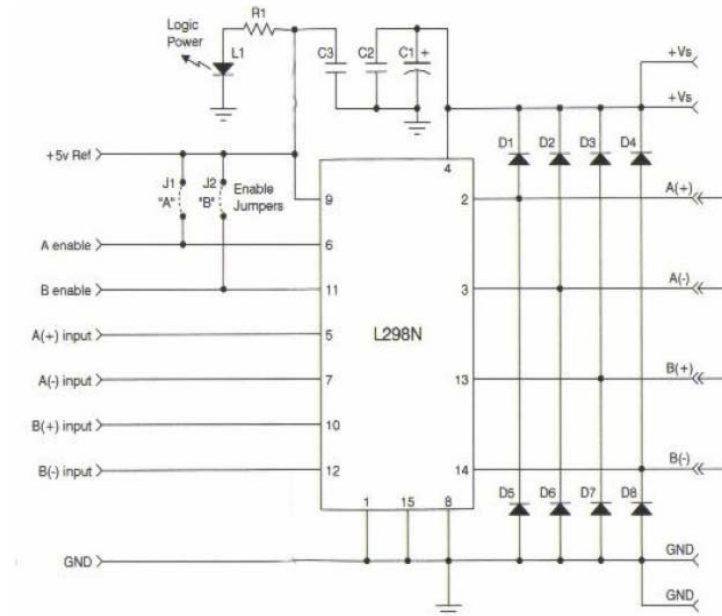 Logic
Power
L1
R1
C3
C2
C1 +
+Vs
+Vs
+5v Ref
J1
"A"
J2
"B"
Enable
Jumpers
A enable
B enable
A(+) input
A(-) input
B(+) input
B(-) input
GND
9
6
11
5
7
10
12
4
2
3
13
14
1
15
8
L298N
D1
D2
D3
D4
A(+)
A(-)
B(+)
B(-)
D5
D6
D7
D8
GND
GND